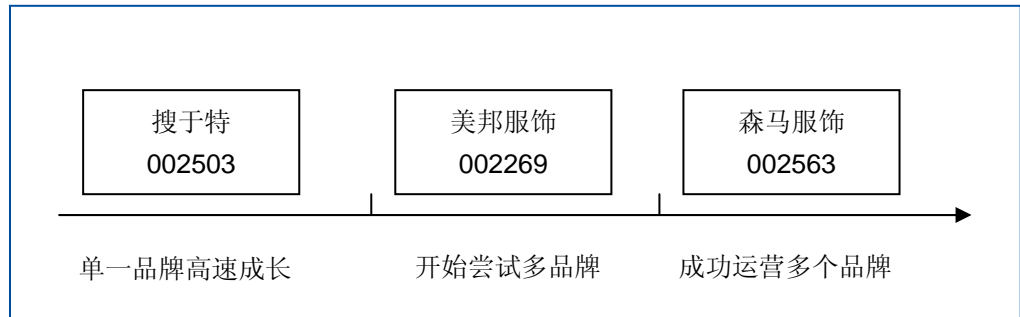 搜于特
002503
美邦服饰
002269
森马服饰
002563
单一品牌高速成长
开始尝试多品牌
成功运营多个品牌